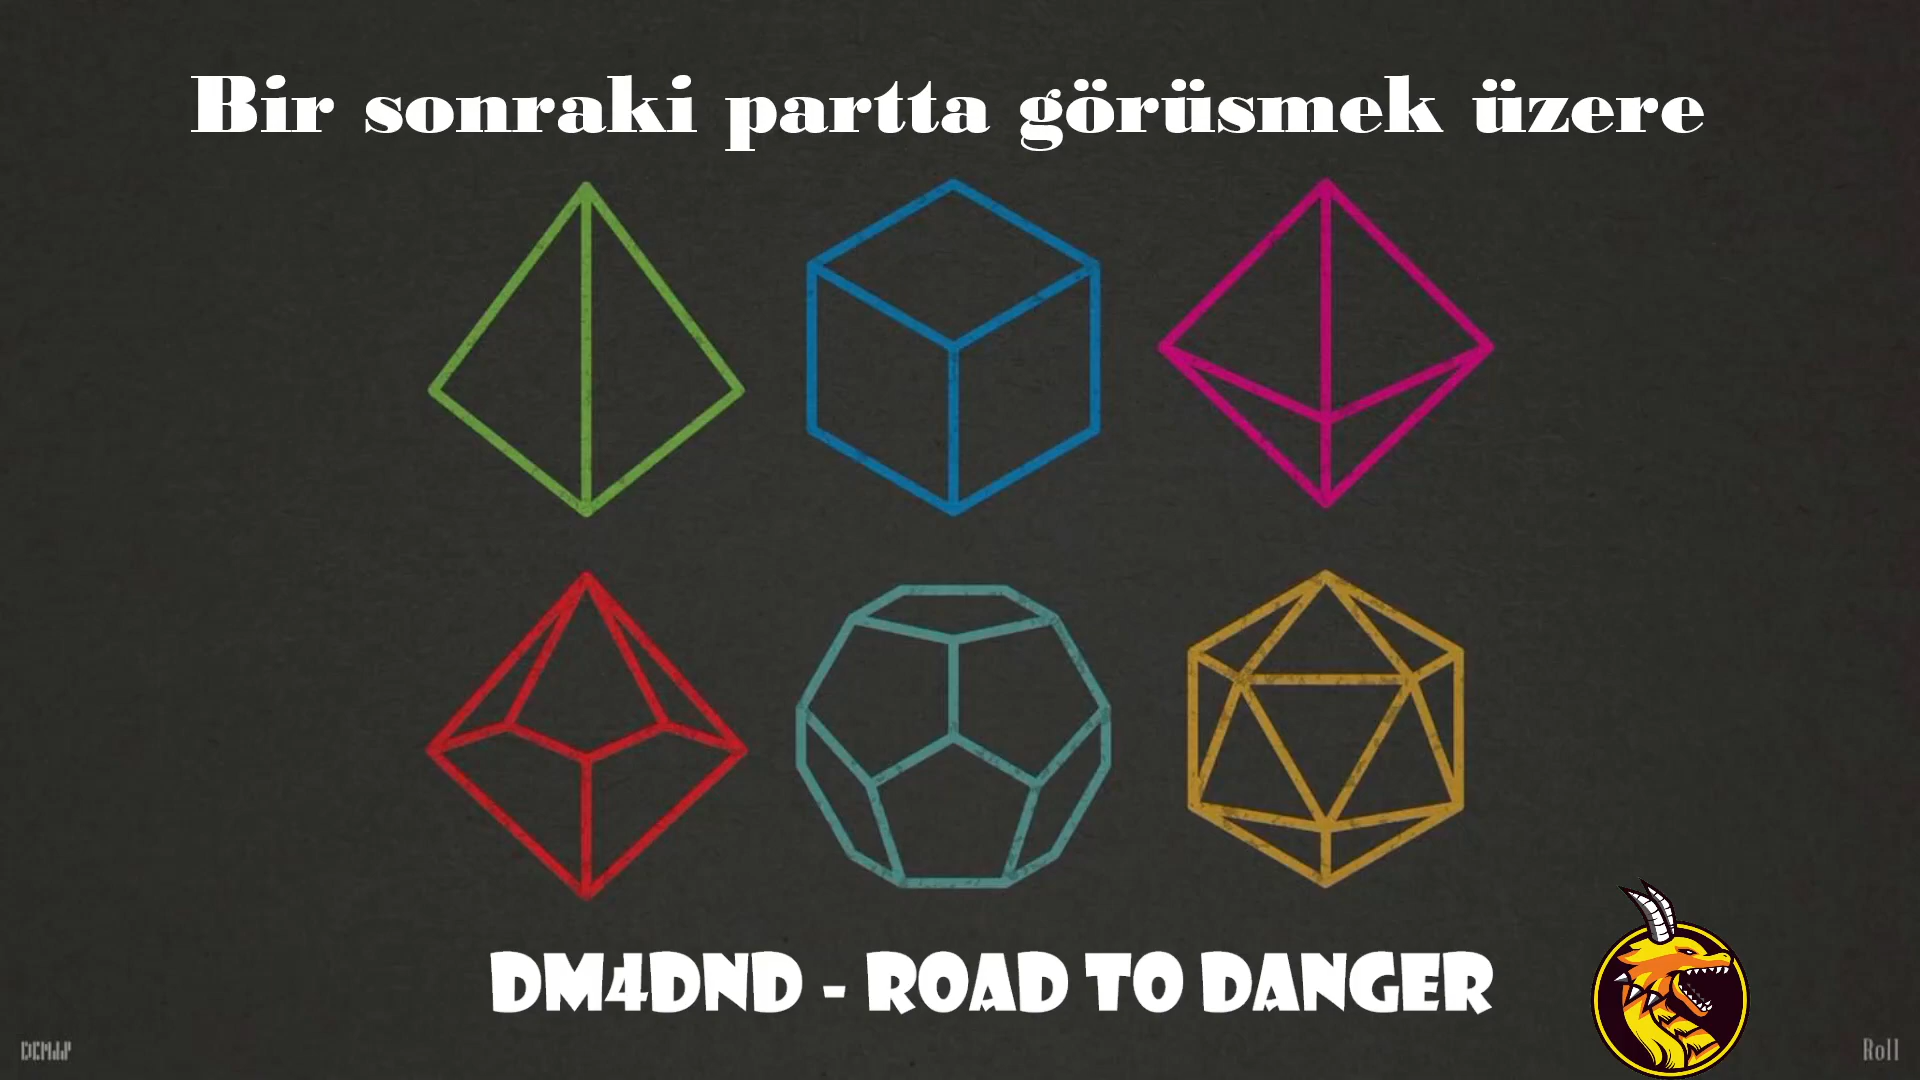 Bir sonraki partta görüsmek üzere
DM4DND - ROAD TO DANGER
Roll